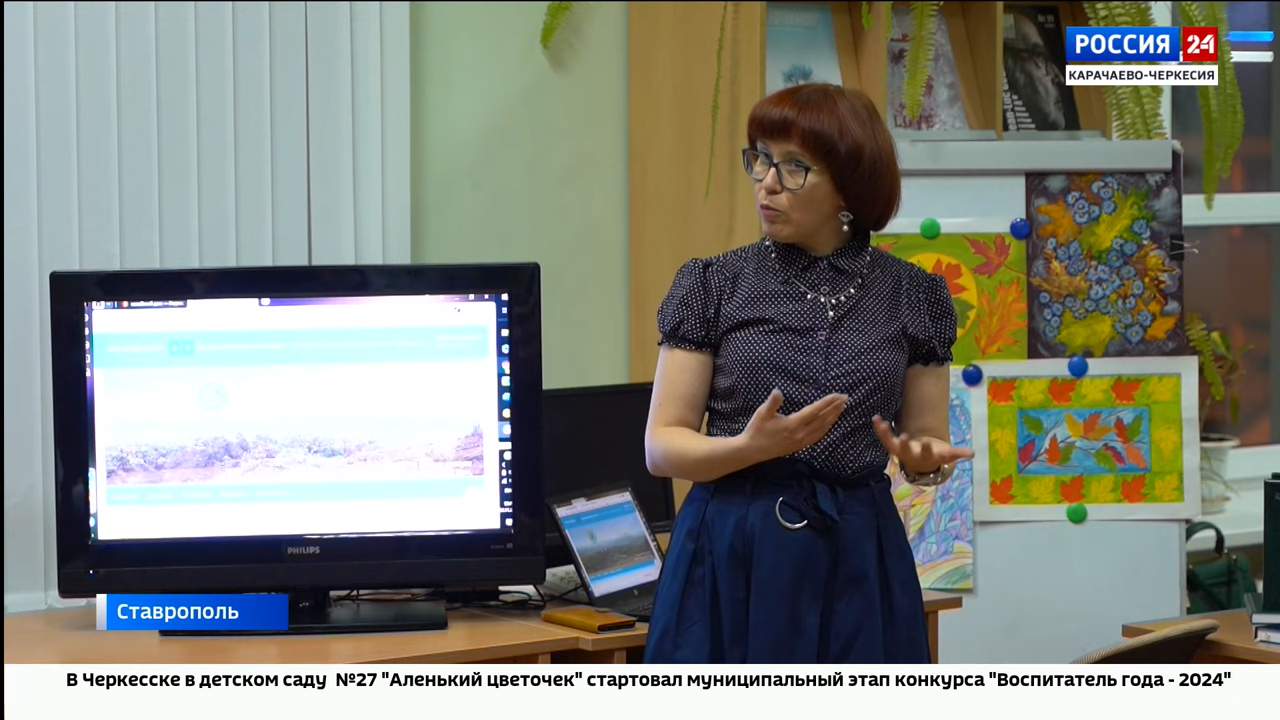 РОССИЯ 24
КАРАЧАЕВО-ЧЕРКЕСИЯ
PHILIPS
Ставрополь
В Черкесске в детском саду №27 "Аленький цветочек" стартовал муниципальный этап конкурса "Воспитатель года - 2024"